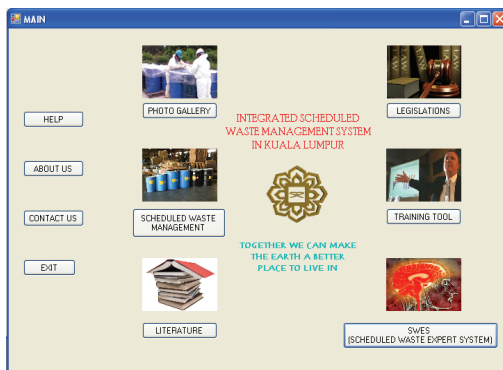 MAIN
HELP
ABOUT US
CONTACT US
EXIT
PHOTO GALLERY
SCHEDULED WASTE
MANAGEMENT
LITERATURE
INTEGRATED SCHEDULED
WASTE MANAGEMENT SYSTEM
IN KUALA LUMPUR
TOGETHER WE CAN MAKE
THE EARTH A BETTER
PLACE TO LIVE IN
LEGISLATIONS
TRAINING TOOL
SWES
(SCHEDULED WASTE EXPERT SYSTEM)